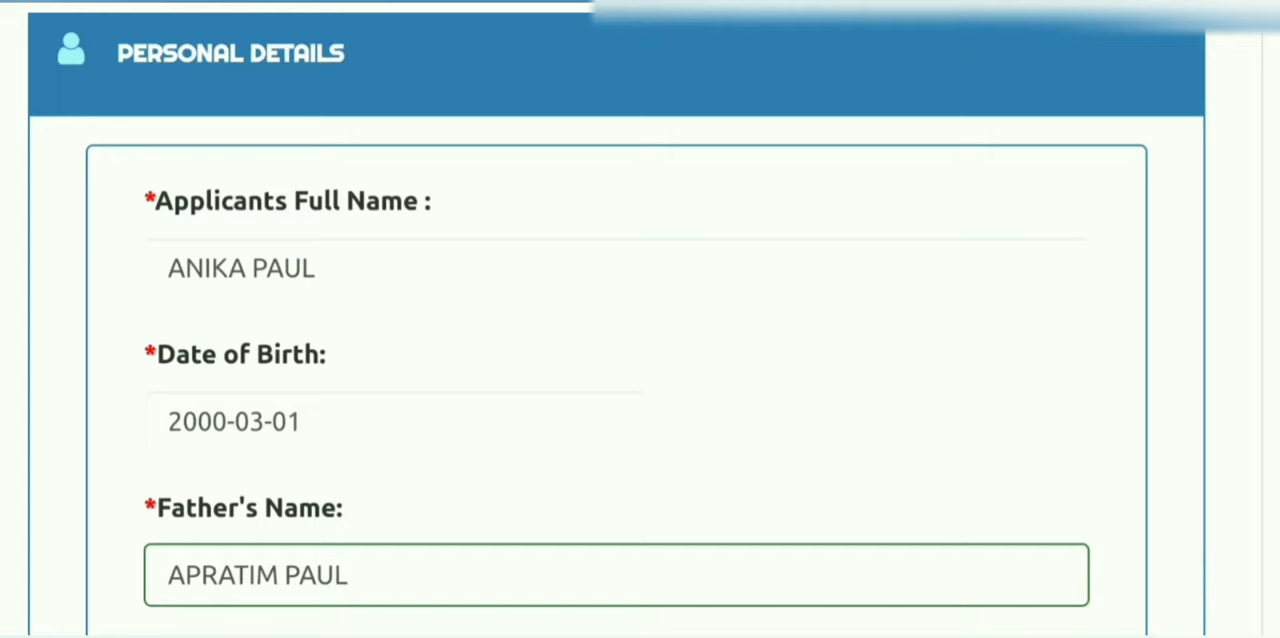 PERSONAL DETAILS
*Applicants Full Name :
ANIKA PAUL
*Date of Birth:
2000-03-01
*Father's Name:
APRATIM PAUL